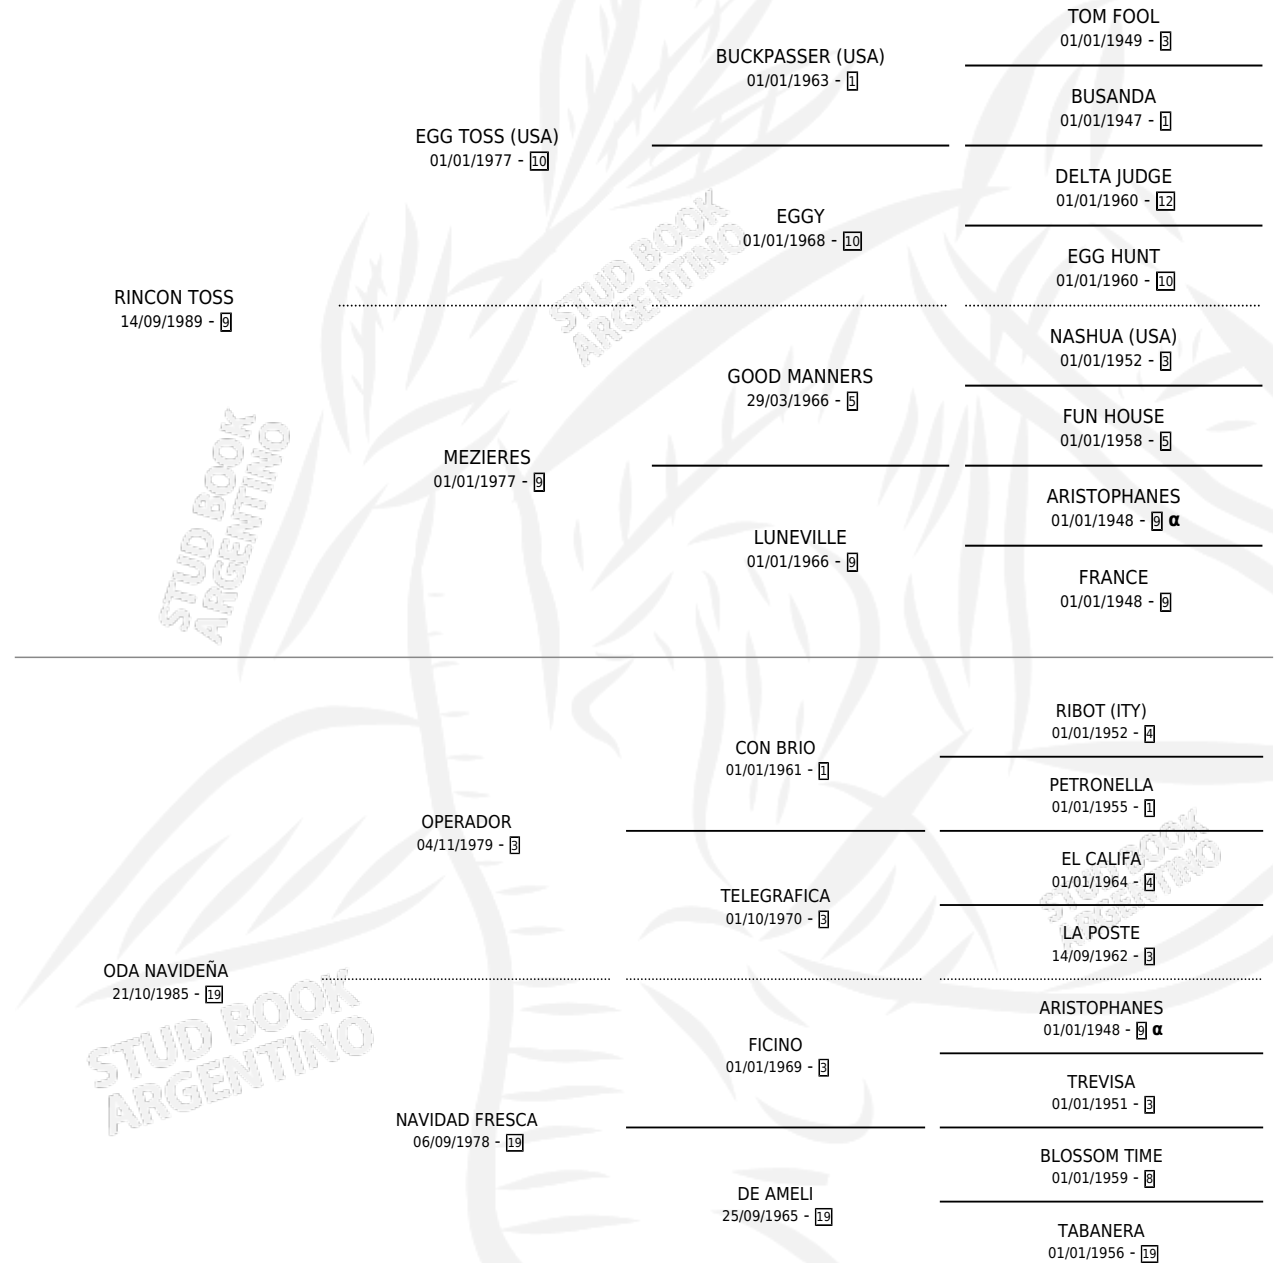 TOM FOOL
01/01/1949 - 3
BUCKPASSER (USA)
01/01/1963 - 1
BUSANDA
01/01/1947 - 1
EGG TOSS (USA)
01/01/1977 - 10
DELTA JUDGE
01/01/1960 - 12
EGGY
01/01/1968 - 10
EGG HUNT
01/01/1960 - 10
RINCON TOSS
14/09/1989 - 9
NASHUA (USA)
01/01/1952 - 3
GOOD MANNERS
29/03/1966 - 5
FUN HOUSE
01/01/1958 - 5
MEZIERES
01/01/1977 - 9
ARISTOPHANES
01/01/1948 - 9 α
LUNEVILLE
01/01/1966 - 9
FRANCE
01/01/1948 - 9
RIBOT (ITY)
01/01/1952 - 4
CON BRIO
01/01/1961 - 1
PETRONELLA
01/01/1955 - 1
OPERADOR
04/11/1979 - 3
EL CALIFA
01/01/1964 - 4
TELEGRAFICA
01/10/1970 - 3
LA POSTE
14/09/1962 - 3
ODA NAVIDEÑA
21/10/1985 - 19
ARISTOPHANES
01/01/1948 - 9 α
FICINO
01/01/1969 - 3
TREVISA
01/01/1951 - 3
NAVIDAD FRESCA
06/09/1978 - 19
BLOSSOM TIME
01/01/1959 - 8
DE AMELI
25/09/1965 - 19
TABANERA
01/01/1956 - 19
STUD BOOK
ARGENTINO
STUD BOOK
ARGENTINO
STUD BOOK
ARGENTINO
STUD BOOK
ARGENTINO